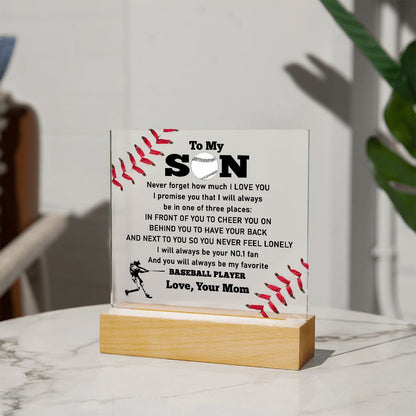 To My
SON
Never forget how much I LOVE YOU
I promise you that I will always
be in one of three places:
IN FRONT OF YOU TO CHEER YOU ON
BEHIND YOU TO HAVE YOUR BACK
AND NEXT TO YOU SO YOU NEVER FEEL LONELY
I will always be your NO.1 fan
And you will always be my favorite
BASEBALL PLAYER
Love, Your Mom